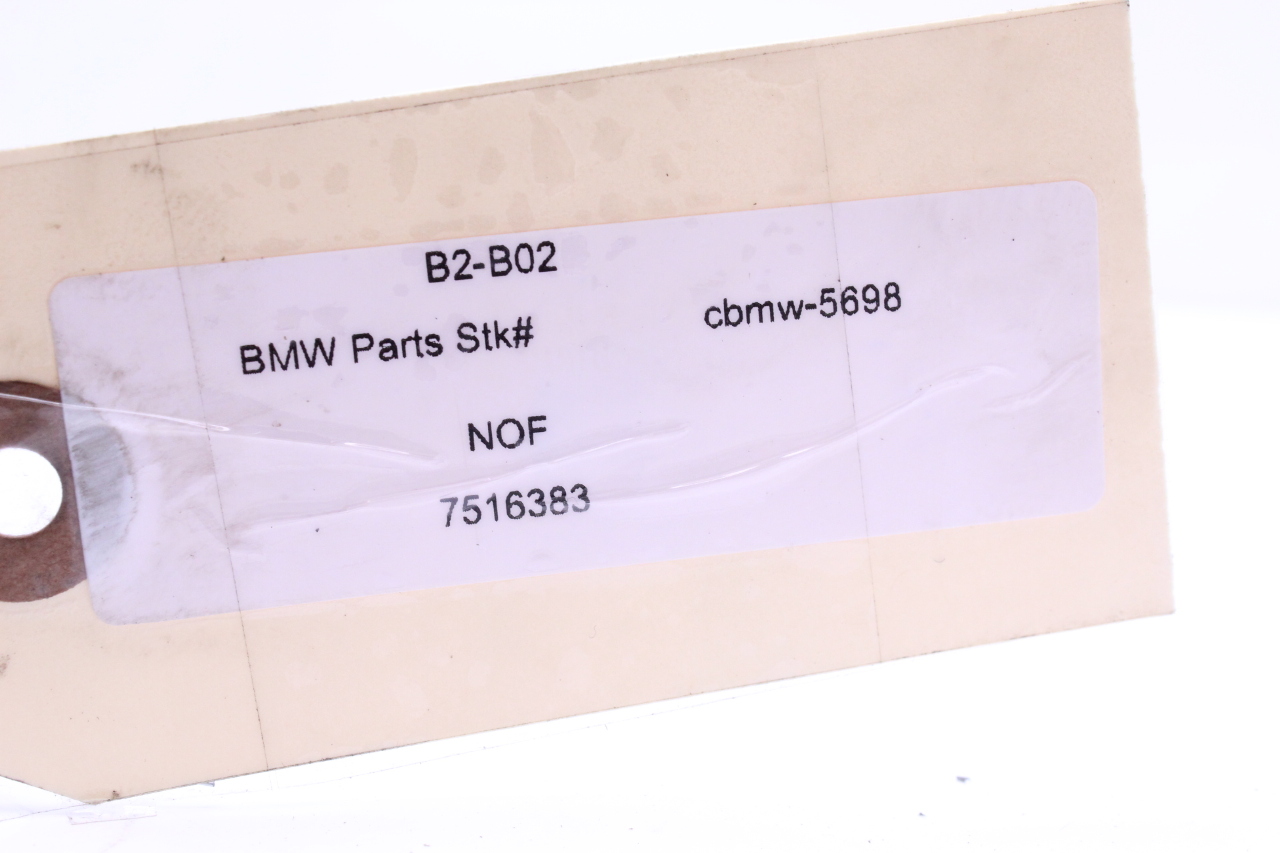 B2-B02
BMW Parts Stk# cbmw-5698
NOF
7516383